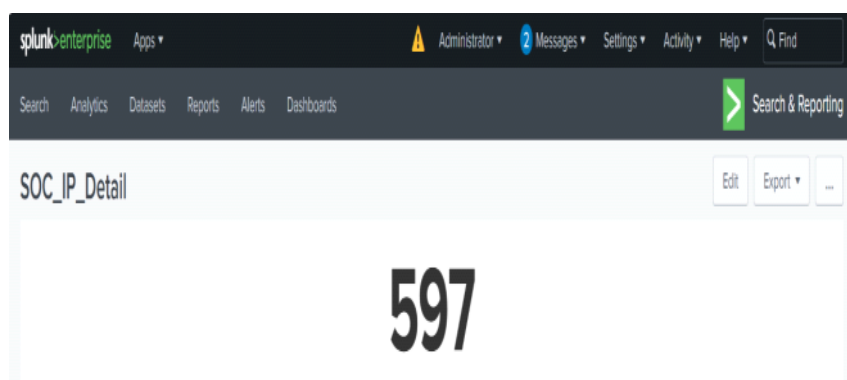 splunk>enterprise Apps ▾ Administrator ▾ 2 Messages ▾ Settings ▾ Activity ▾ Help ▾ Find
Search Analytics Datasets Reports Alerts Dashboards Search & Reporting
SOC_IP_Detail Edit Export ▾ ...
597